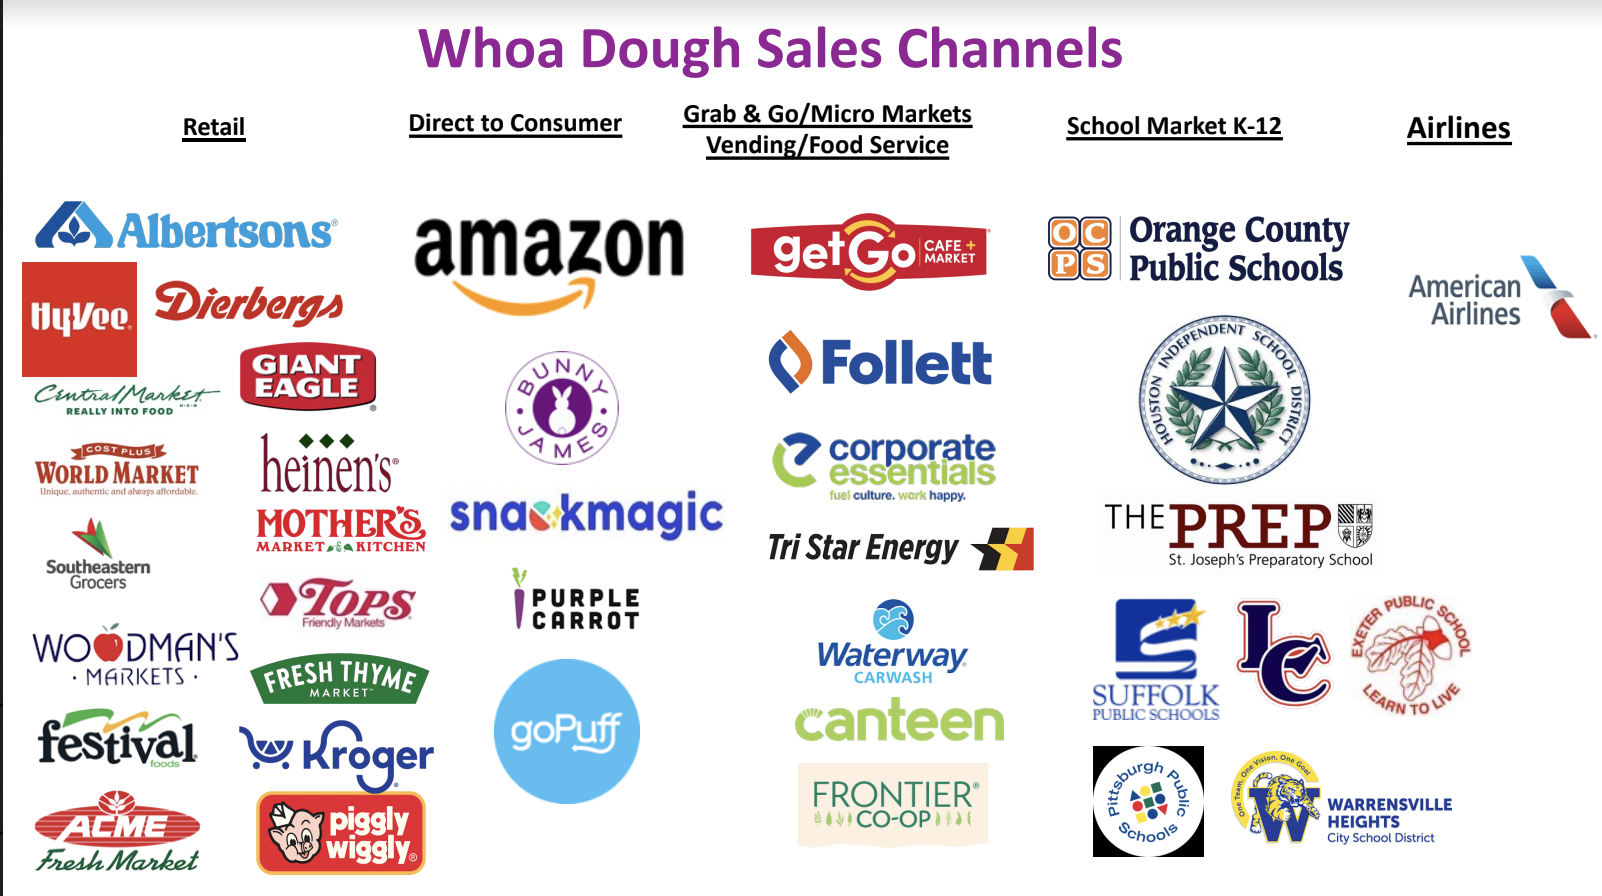 Whoa Dough Sales Channels
Retail
Albertsons®
HyVee®
Dierbergs
GIANT
EAGLE®
Central Market
REALLY INTO FOOD
COST PLUS
WORLD MARKET
Unique, authentic and always affordable.
heinen's®
MOTHER'S
MARKET & KITCHEN
Southeastern
Grocers
TOPS
Friendly Markets
WOODMAN'S
· MARKETS ·
FRESH THYME
MARKET
festival
foods
Kroger®
ACME
Fresh Market
piggly
wiggly®
Direct to Consumer
amazon
BUNNY
JAMES
snackmagic
PURPLE
CARROT
goPuff
Grab & Go/Micro Markets
Vending/Food Service
getGo®
CAFE +
MARKET
Follett
corporate
essentials
fuel culture. work happy.
Tri Star Energy
Waterway
CARWASH
canteen
FRONTIER®
CO-OP
School Market K-12
OC
PS
Orange County
Public Schools
HOUSTON INDEPENDENT SCHOOL DISTRICT
THE PREP
St. Joseph's Preparatory School
SUFFOLK
PUBLIC SCHOOLS
LC
EXETER PUBLIC SCHOOL
LEARN TO LIVE
Pittsburgh Public
Schools
One Team. One Vision. One Goal.
W
WARRENSVILLE
HEIGHTS
City School District
Airlines
American
Airlines®